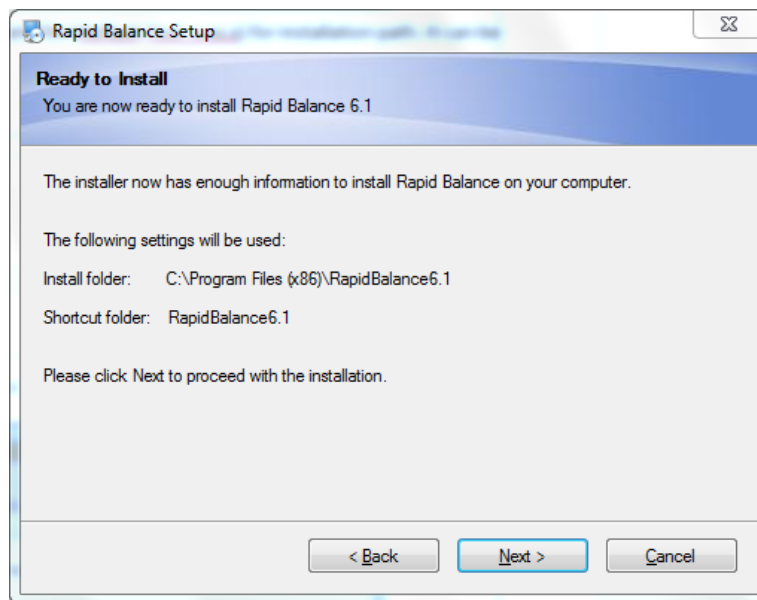 Rapid Balance Setup
Ready to Install
You are now ready to install Rapid Balance 6.1
The installer now has enough information to install Rapid Balance on your computer.
The following settings will be used:
Install folder: C:\Program Files (x86)\RapidBalance6.1
Shortcut folder: RapidBalance6.1
Please click Next to proceed with the installation.
< Back Next > Cancel